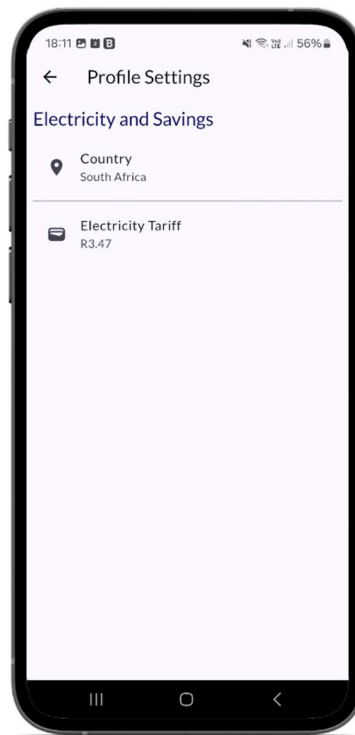 18:11 B 56%
Profile Settings
Electricity and Savings
Country
South Africa
Electricity Tariff
R3.47